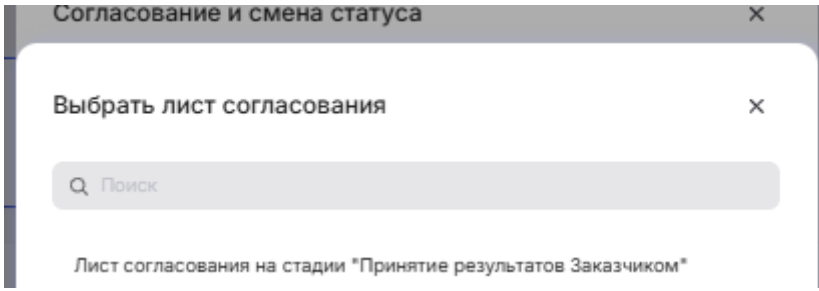 Согласование и смена статуса
Выбрать лист согласования
Поиск
Лист согласования на стадии "Принятие результатов Заказчиком"